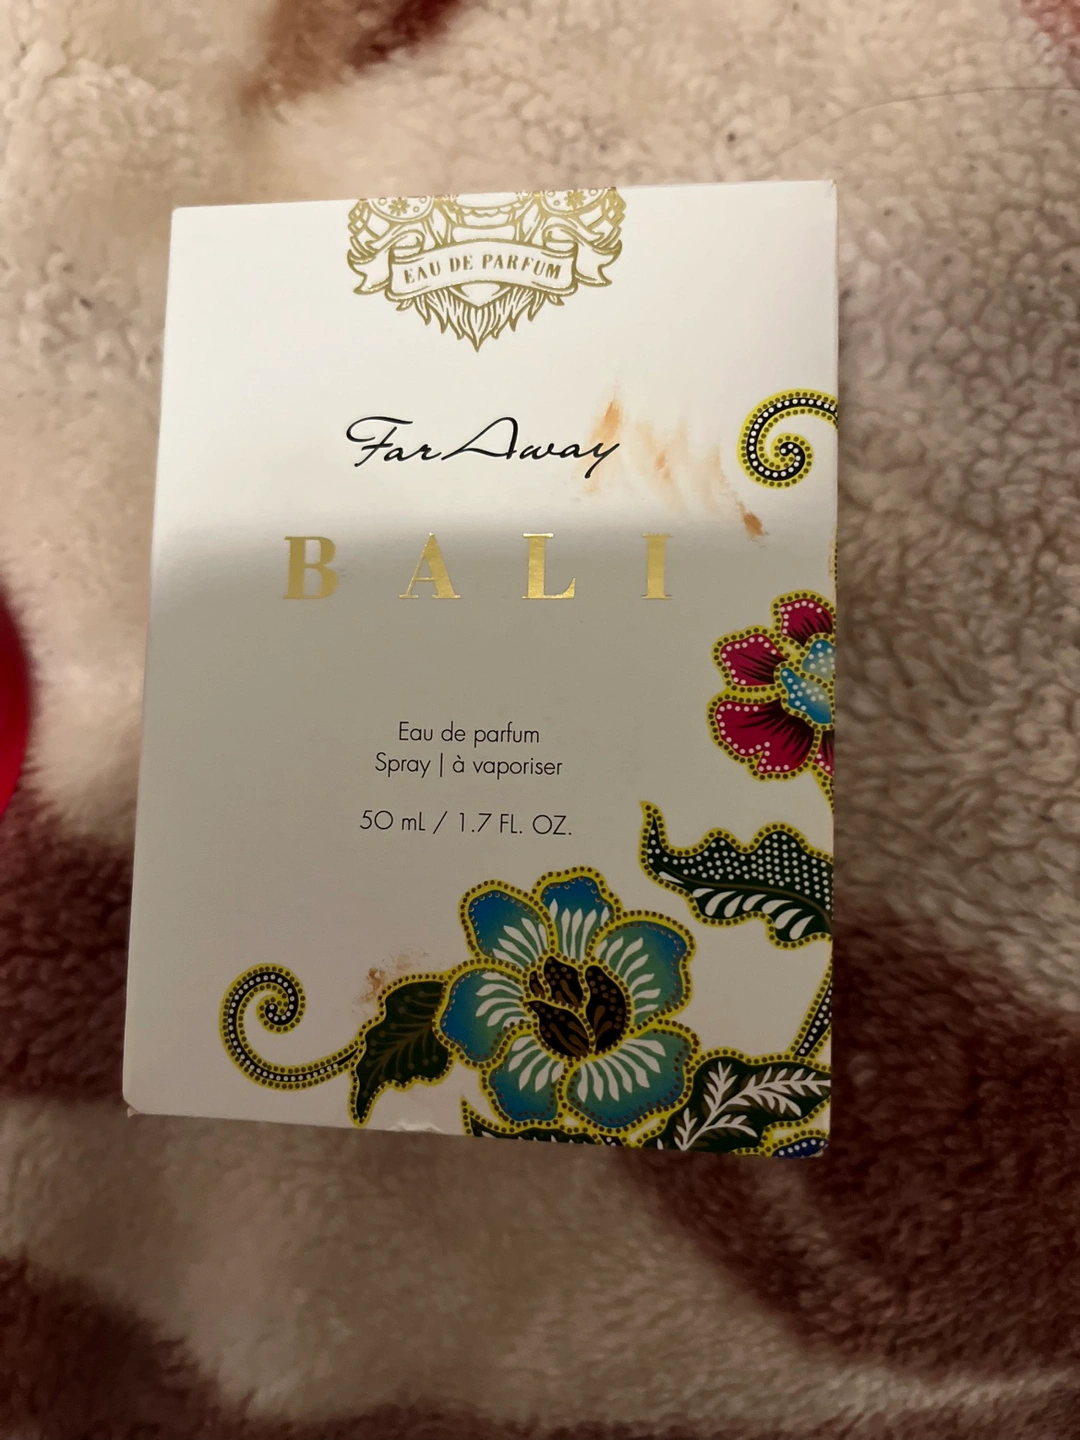 EAU DE PARFUM
Far Away
BALI
Eau de parfum
Spray | à vaporiser
50 mL / 1.7 FL. OZ.